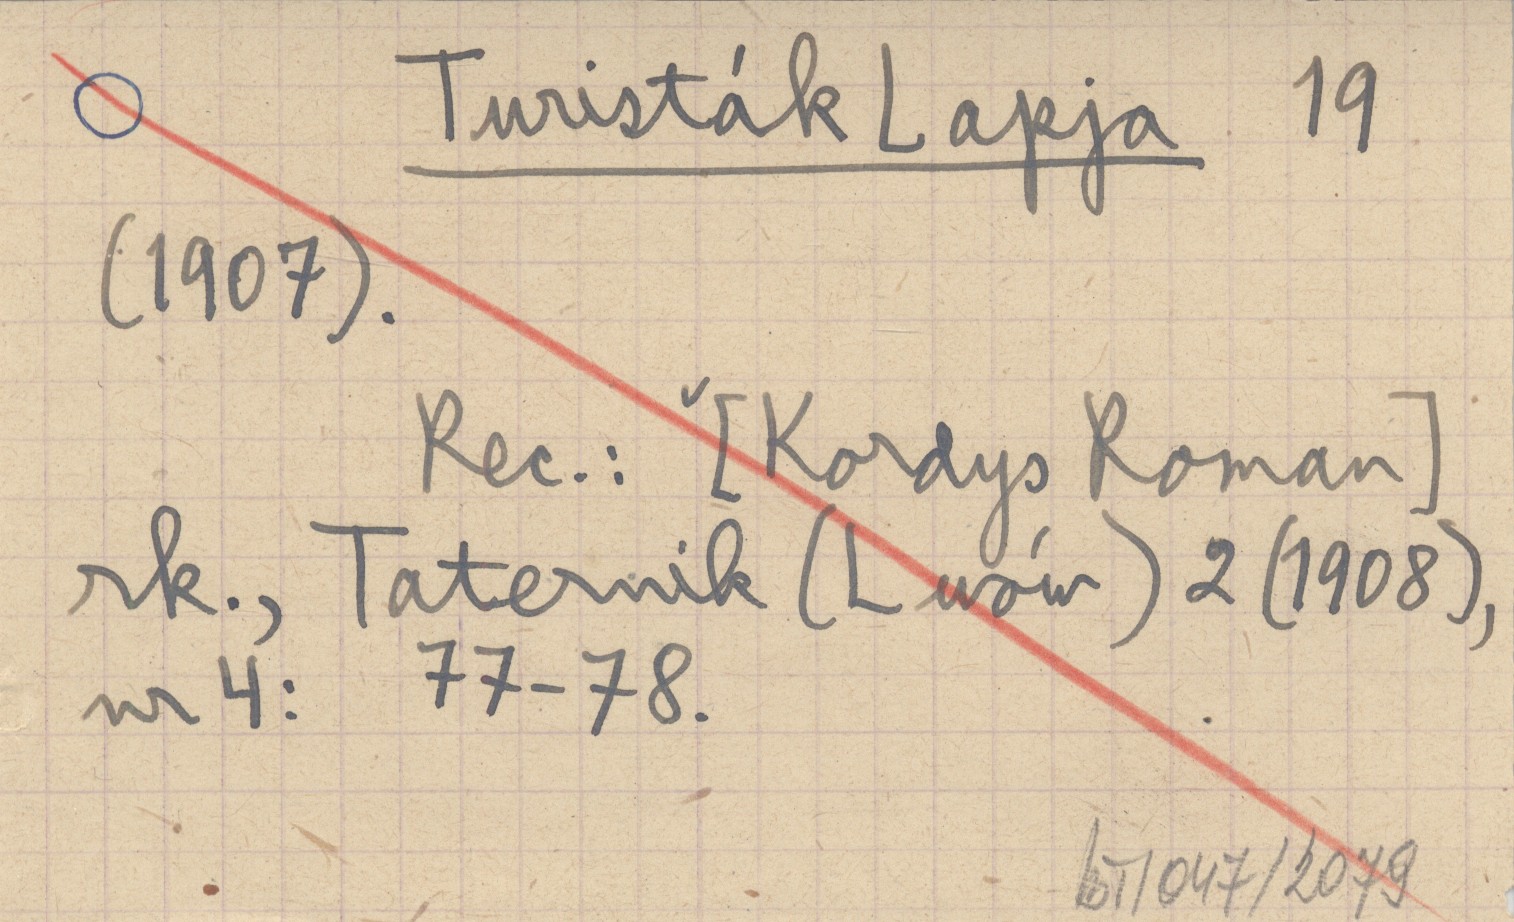 Turisták Lapja 19
(1907).
Rec.: [Kordys Roman]
rk., Taternik (Lwów) 2 (1908),
nr 4: 77-78.
bT/047/2079